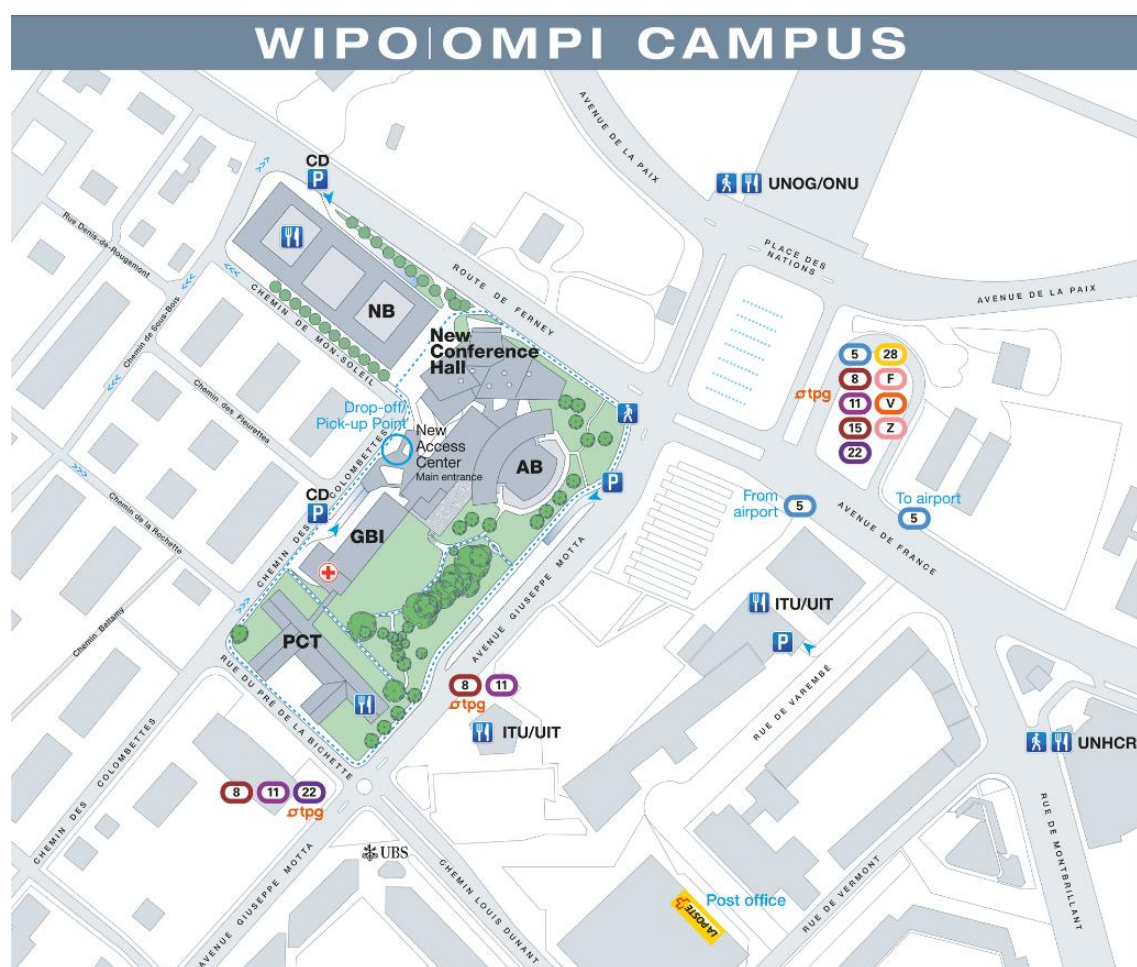 WIPO|OMPI CAMPUS
AVENUE DE LA PAIX
CD
P
UNOG/ONU
Rue Denis-de-Rougemont
ROUTE DE FERNEY
PLACE DES
NATIONS
AVENUE DE LA PAIX
Chemin de Sous-Bois
CHEMIN DE MON-SOLEIL
NB
New
Conference
Hall
5 28
8 F
tpg
11 V
15 Z
22
Chemin des Fleurettes
Drop-off/
Pick-up Point
New
Access
Center
Main entrance
AB
P
CD
P
From
airport
5
To airport
5
AVENUE DE FRANCE
Chemin de la Rochette
CHEMIN DES COLOMBETTES
GBI
AVENUE GIUSEPPE MOTTA
ITU/UIT
P
Chemin Bellamy
PCT
RUE DU PRÉ DE LA BICHETTE
8 11
tpg
ITU/UIT
RUE DE VAREMBÉ
UNHCR
CHEMIN DES COLOMBETTES
8 11 22
tpg
UBS
RUE DE MONTBRILLANT
AVENUE GIUSEPPE MOTTA
CHEMIN LOUIS DUNANT
Post office
LA POSTE
RUE DE VERMONT